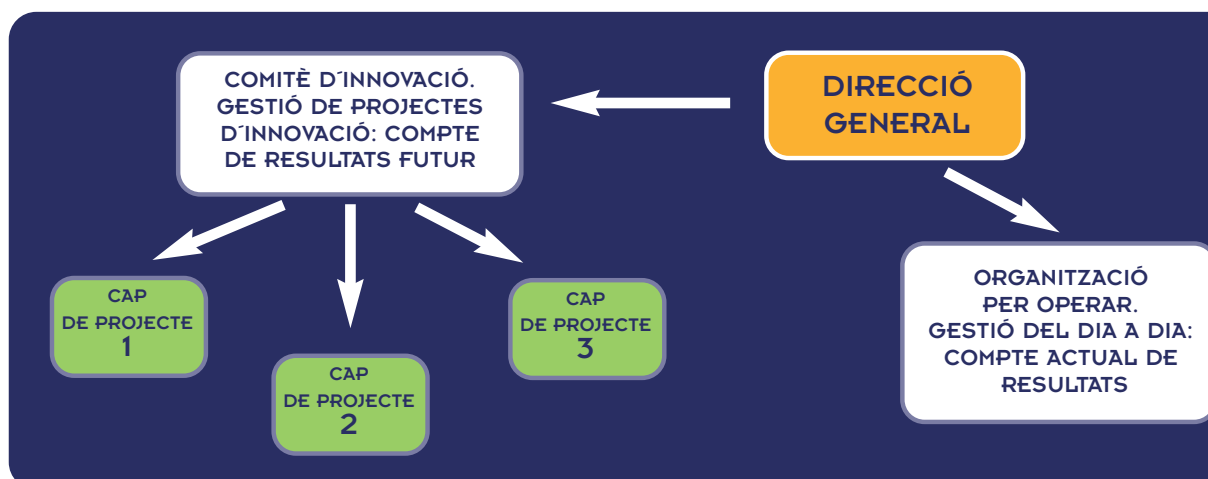 COMITÈ D´INNOVACIÓ.
GESTIÓ DE PROJECTES
D´INNOVACIÓ: COMPTE
DE RESULTATS FUTUR
DIRECCIÓ
GENERAL
CAP
DE PROJECTE
1
CAP
DE PROJECTE
2
CAP
DE PROJECTE
3
ORGANITZACIÓ
PER OPERAR.
GESTIÓ DEL DIA A DIA:
COMPTE ACTUAL DE
RESULTATS